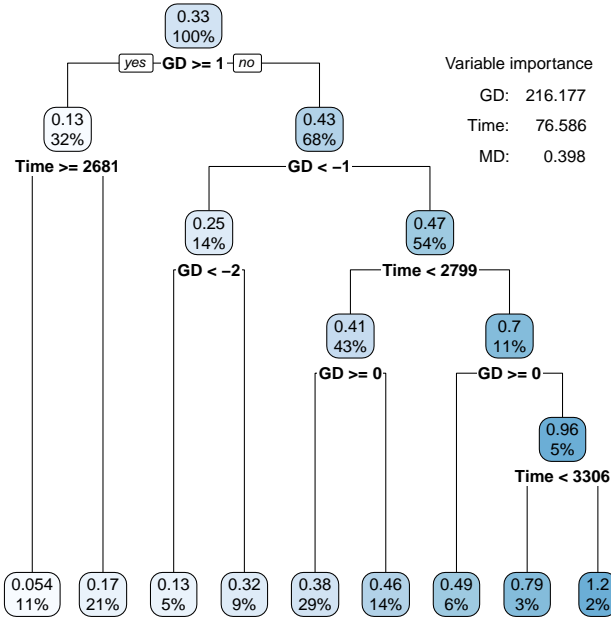 0.33
100%
yes GD >= 1 no
Variable importance
GD: 216.177
Time: 76.586
MD: 0.398
0.13
32%
Time >= 2681
0.43
68%
GD < −1
0.25
14%
GD < −2
0.47
54%
Time < 2799
0.41
43%
GD >= 0
0.7
11%
GD >= 0
0.96
5%
Time < 3306
0.054
11%
0.17
21%
0.13
5%
0.32
9%
0.38
29%
0.46
14%
0.49
6%
0.79
3%
1.2
2%